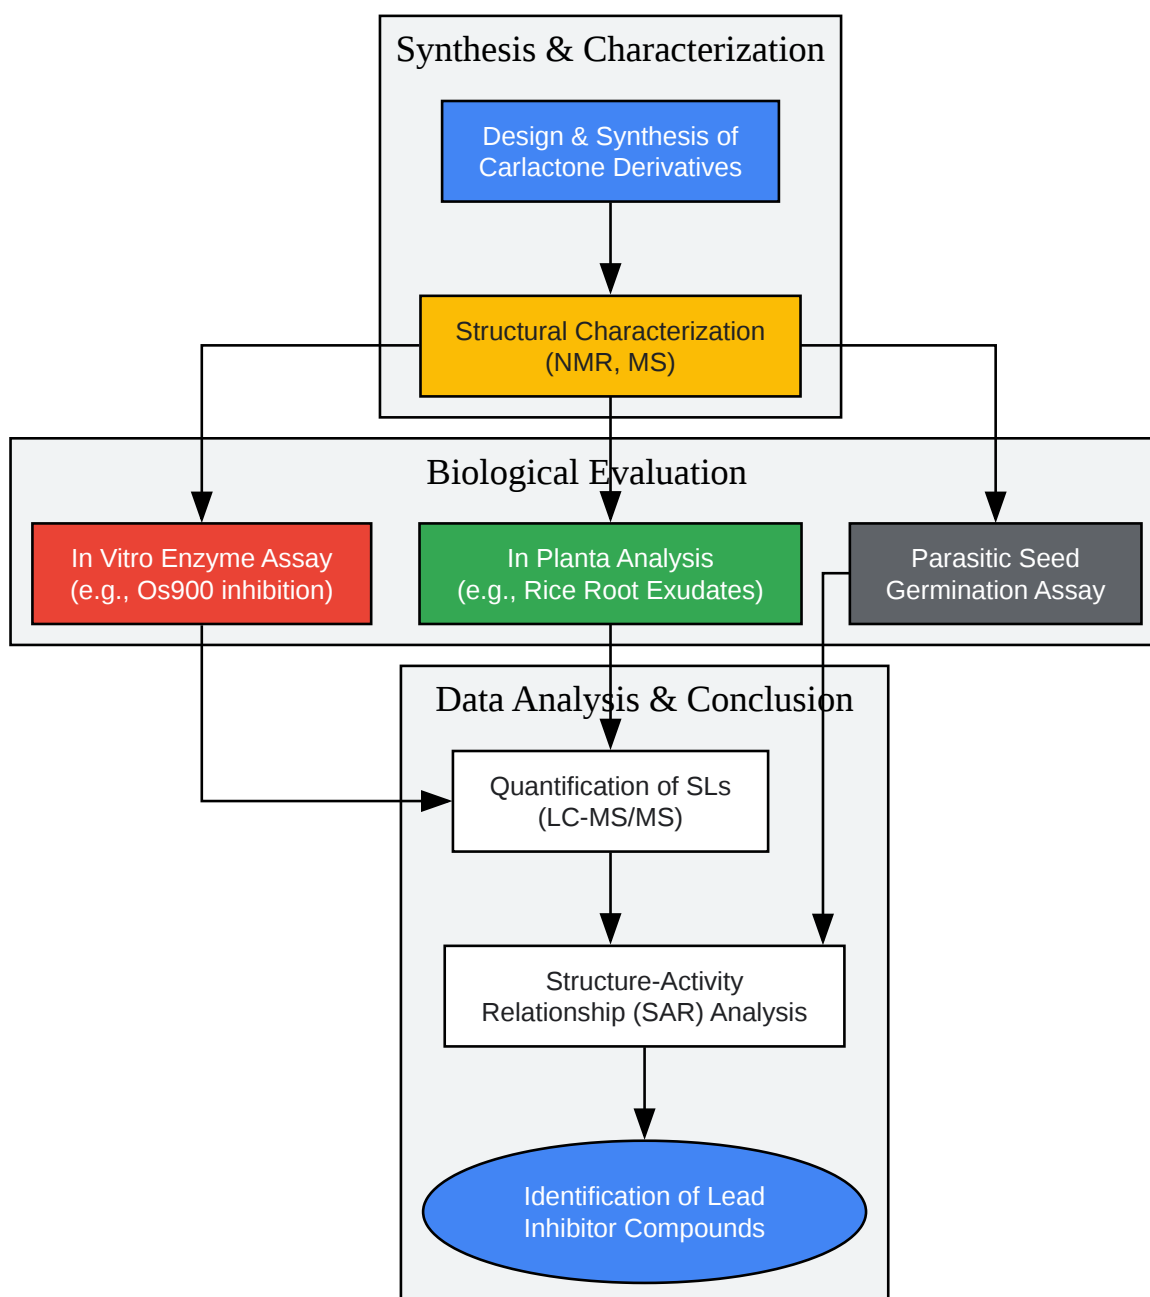 Synthesis & Characterization
Design & Synthesis of
Carlactone Derivatives
Structural Characterization
(NMR, MS)
Biological Evaluation
In Vitro Enzyme Assay
(e.g., Os900 inhibition)
In Planta Analysis
(e.g., Rice Root Exudates)
Parasitic Seed
Germination Assay
Data Analysis & Conclusion
Quantification of SLs
(LC-MS/MS)
Structure-Activity
Relationship (SAR) Analysis
Identification of Lead
Inhibitor Compounds